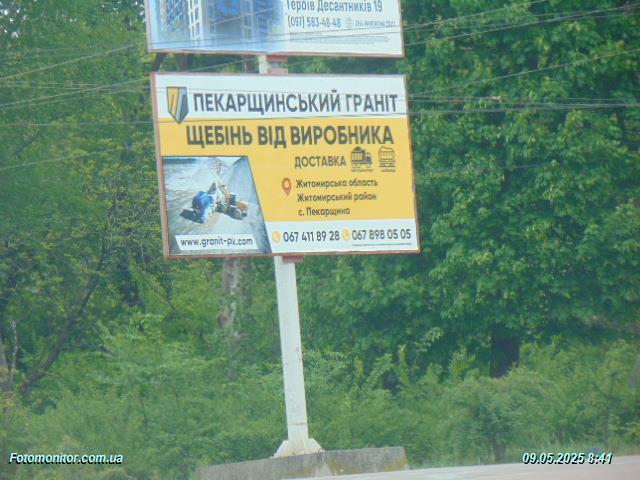 Героїв Десантників 19
(097) 583-48-48
ПЕКАРЩИНСЬКИЙ ГРАНІТ
ЩЕБІНЬ ВІД ВИРОБНИКА
ДОСТАВКА
Житомирська область
Житомирський район
с. Пекарщина
www.granit-pk.com
067 411 89 28
067 898 05 05
Fotomonitor.com.ua
09.05.2025 8:41